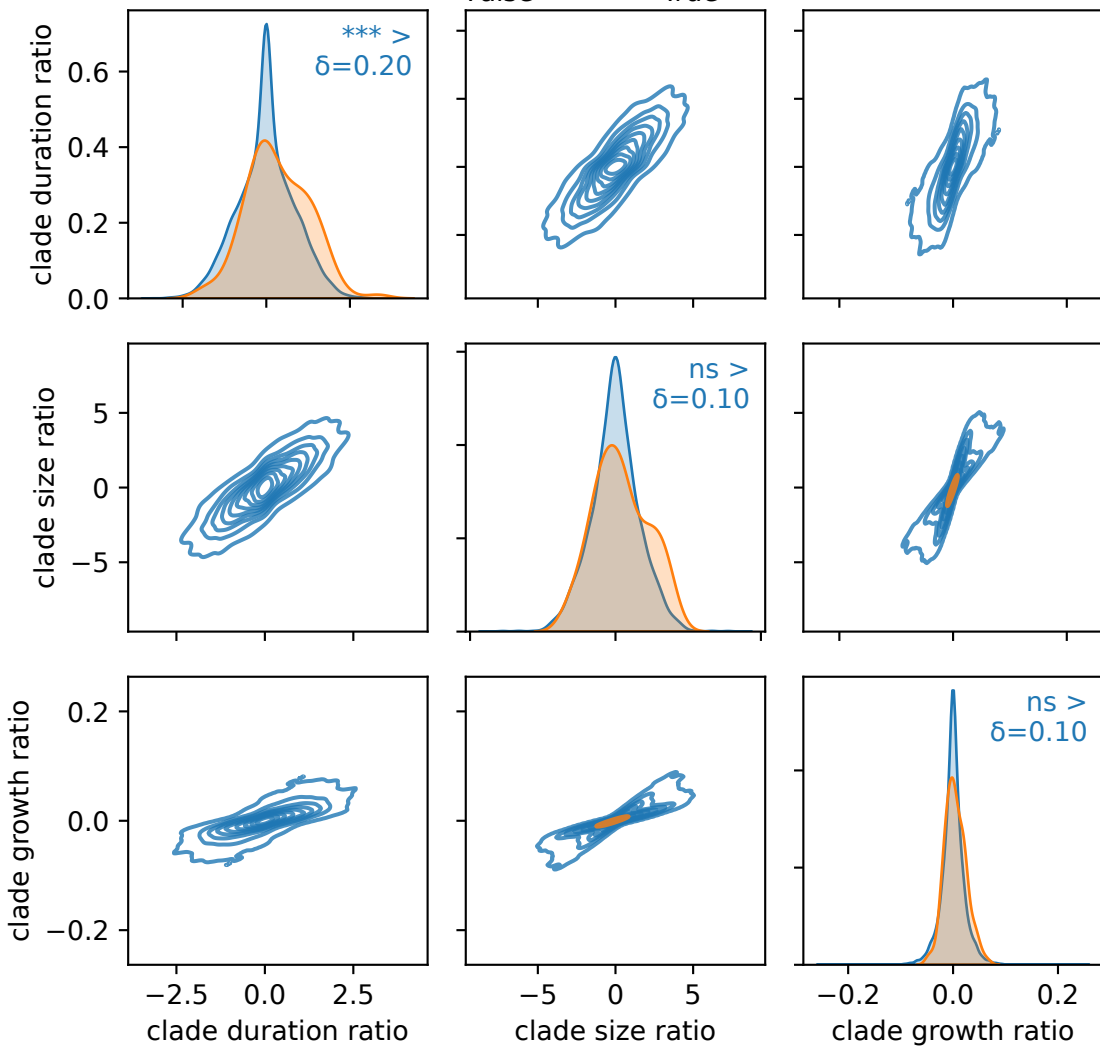 *** >
δ=0.20
clade duration ratio
0.6
0.4
0.2
0.0
ns >
δ=0.10
clade size ratio
5
0
−5
ns >
δ=0.10
clade growth ratio
0.2
0.0
−0.2
−2.5 0.0 2.5
−5 0 5
−0.2 0.0 0.2
clade duration ratio
clade size ratio
clade growth ratio